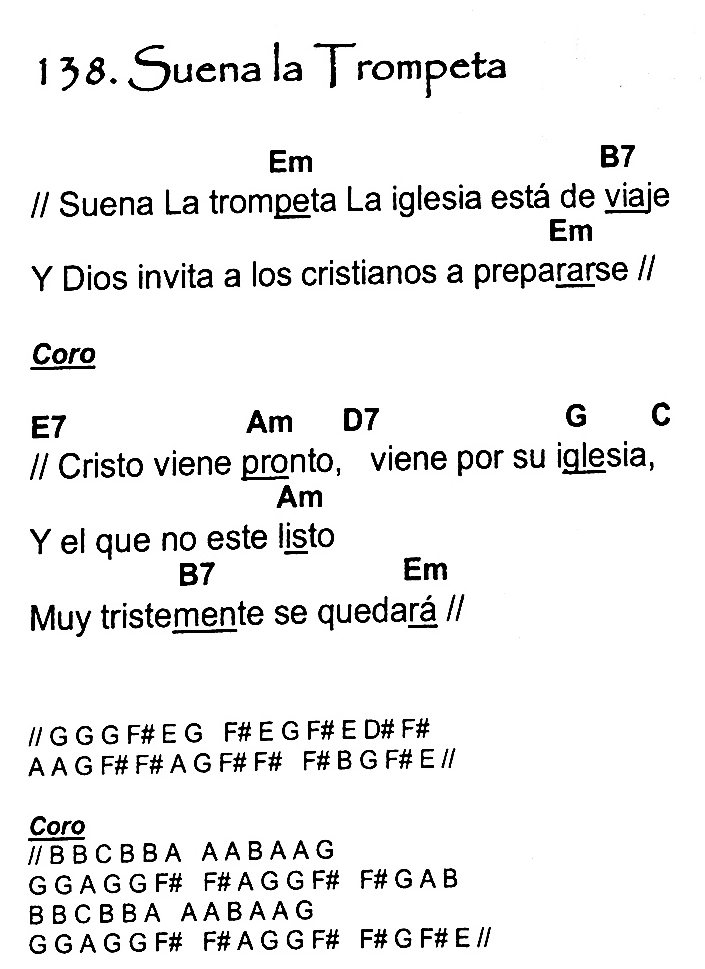 138. Suena la Trompeta
Em B7
// Suena La trompeta La iglesia está de viaje
Em
Y Dios invita a los cristianos a prepararse //
Coro
E7 Am D7 G C
// Cristo viene pronto, viene por su iglesia,
Am
Y el que no este listo
B7 Em
Muy tristemente se quedará //
// G G G F# E G F# E G F# E D# F#
A A G F# F# A G F# F# F# B G F# E //
Coro
// B B C B B A A A B A A G
G G A G G F# F# A G G F# F# G A B
B B C B B A A A B A A G
G G A G G F# F# A G G F# F# G F# E //